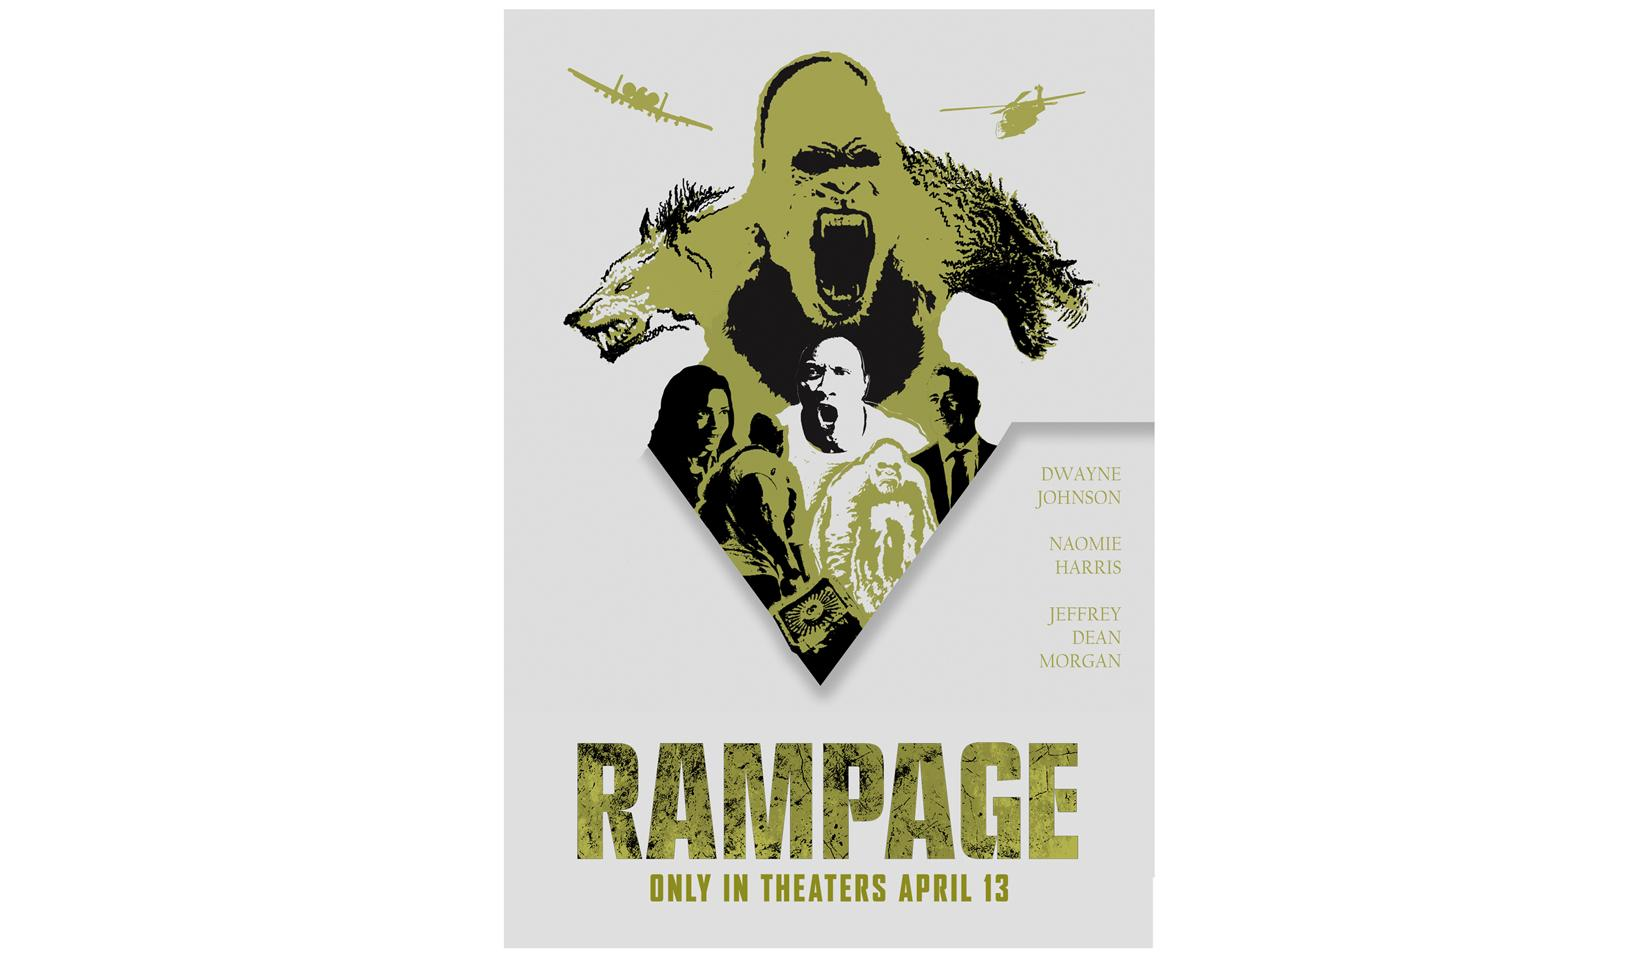 DWAYNE
JOHNSON
NAOMIE
HARRIS
JEFFREY
DEAN
MORGAN
RAMPAGE
ONLY IN THEATERS APRIL 13